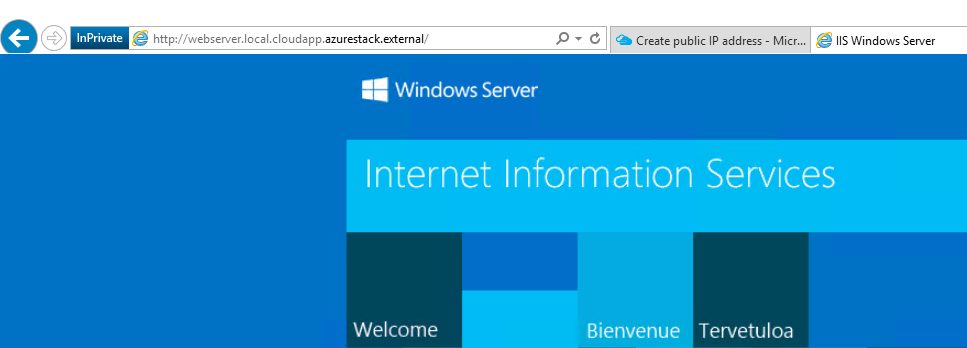 InPrivate http://webserver.local.cloudapp.azurestack.external/ Create public IP address - Micr... IIS Windows Server
Windows Server
Internet Information Services
Welcome Bienvenue Tervetuloa